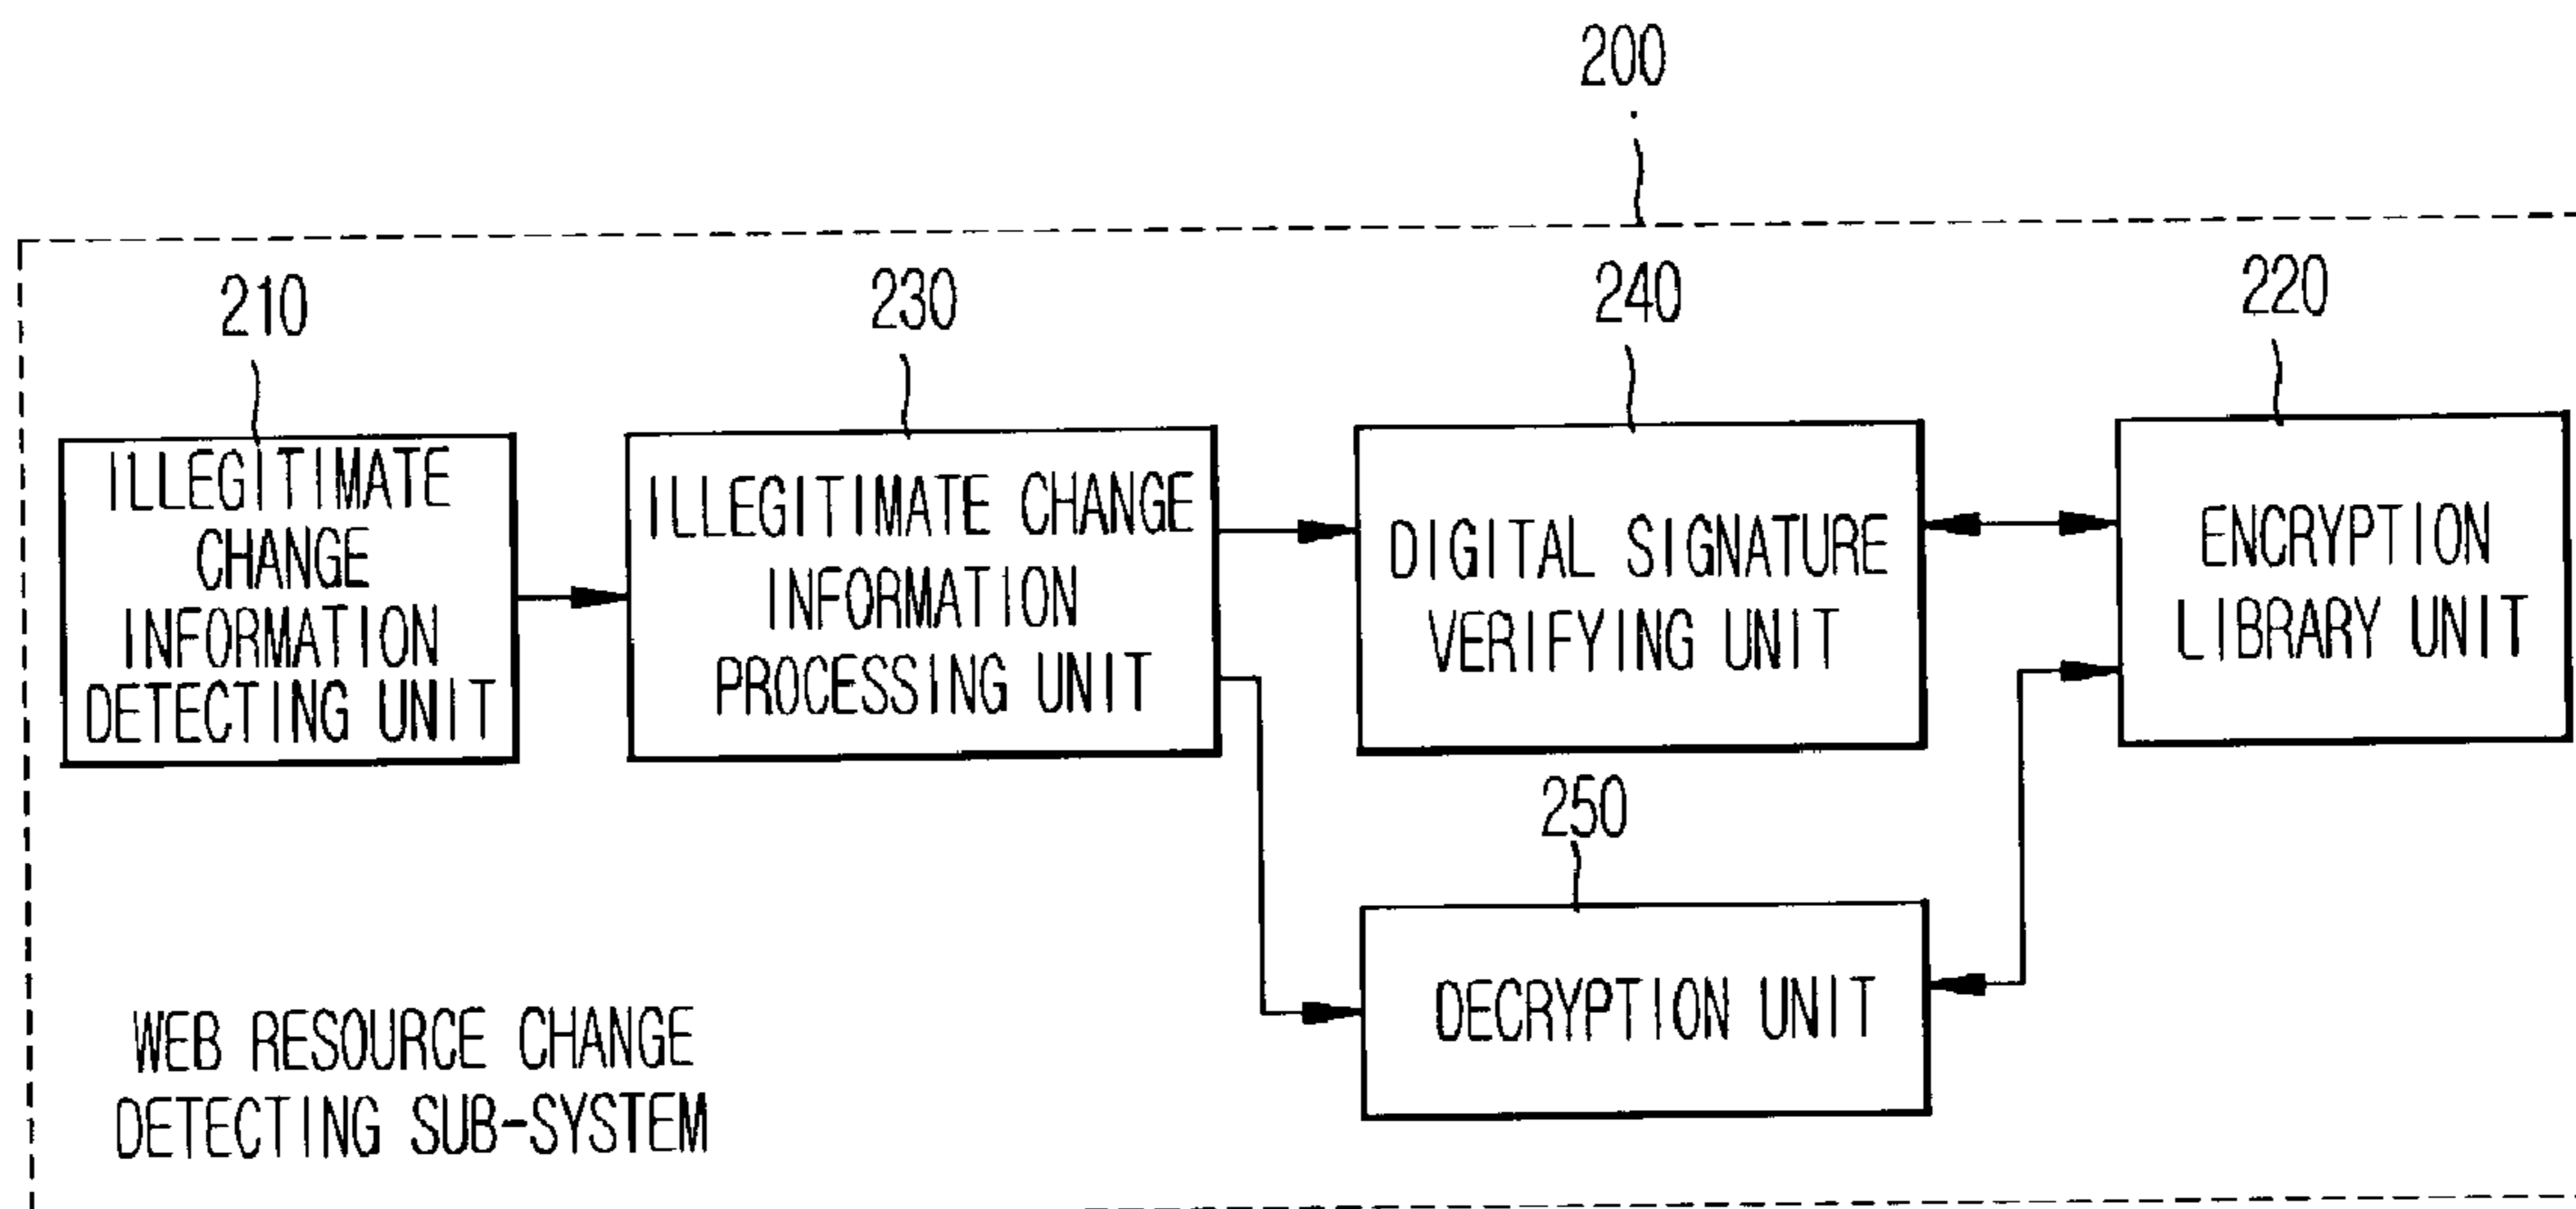 200
210
230
240
220
ILLEGITIMATE
CHANGE
INFORMATION
DETECTING UNIT
ILLEGITIMATE CHANGE
INFORMATION
PROCESSING UNIT
DIGITAL SIGNATURE
VERIFYING UNIT
ENCRYPTION
LIBRARY UNIT
250
DECRYPTION UNIT
WEB RESOURCE CHANGE
DETECTING SUB-SYSTEM